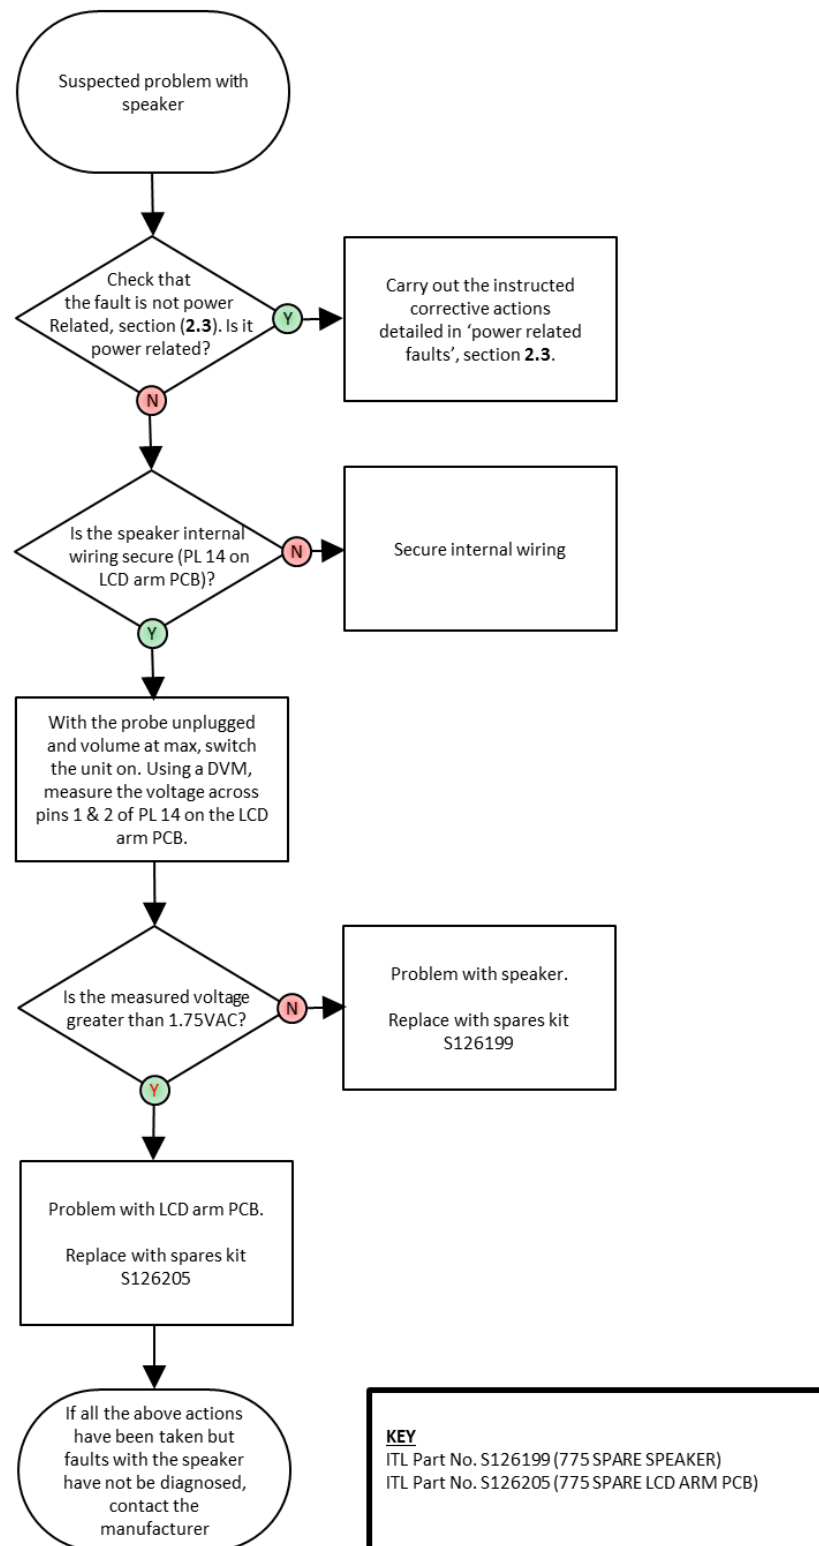 Suspected problem with
speaker
Check that
the fault is not power
Related, section (2.3). Is it
power related?
Y
Carry out the instructed
corrective actions
detailed in ‘power related
faults’, section 2.3.
N
Is the speaker internal
wiring secure (PL 14 on
LCD arm PCB)?
N
Secure internal wiring
Y
With the probe unplugged
and volume at max, switch
the unit on. Using a DVM,
measure the voltage across
pins 1 & 2 of PL 14 on the LCD
arm PCB.
Is the measured voltage
greater than 1.75VAC?
N
Problem with speaker.
Replace with spares kit
S126199
Y
Problem with LCD arm PCB.
Replace with spares kit
S126205
If all the above actions
have been taken but
faults with the speaker
have not be diagnosed,
contact the
manufacturer
KEY
ITL Part No. S126199 (775 SPARE SPEAKER)
ITL Part No. S126205 (775 SPARE LCD ARM PCB)